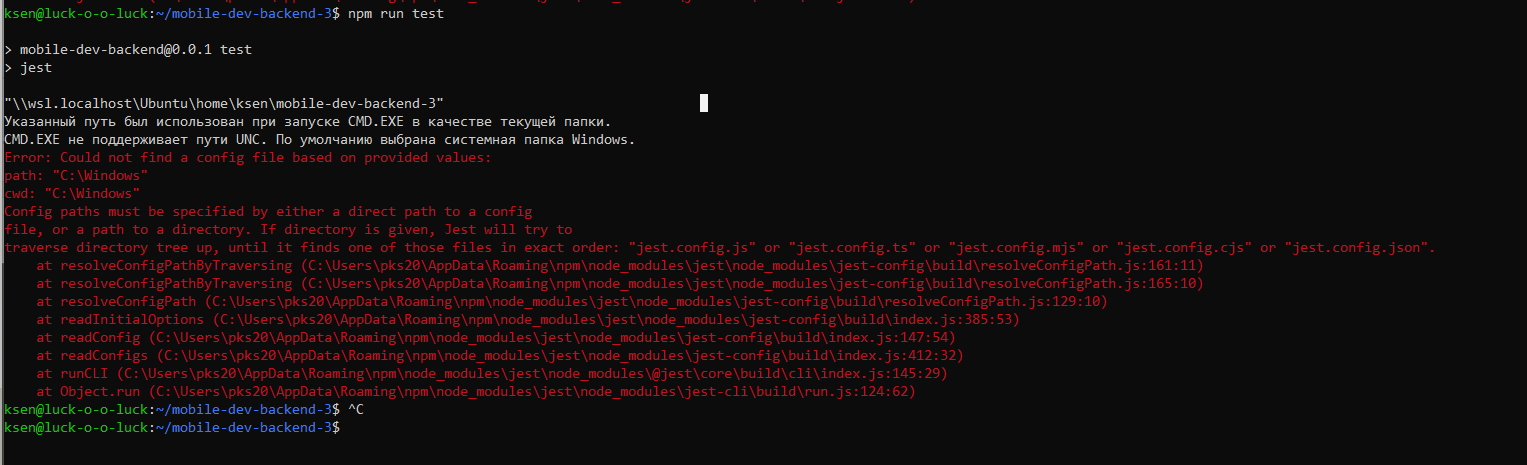 ksen@luck-o-o-luck:~/mobile-dev-backend-3$ npm run test
> mobile-dev-backend@0.0.1 test
> jest
"\\wsl.localhost\Ubuntu\home\ksen\mobile-dev-backend-3"
Указанный путь был использован при запуске CMD.EXE в качестве текущей папки.
CMD.EXE не поддерживает пути UNC. По умолчанию выбрана системная папка Windows.
Error: Could not find a config file based on provided values:
path: "C:\Windows"
cwd: "C:\Windows"
Config paths must be specified by either a direct path to a config
file, or a path to a directory. If directory is given, Jest will try to
traverse directory tree up, until it finds one of those files in exact order: "jest.config.js" or "jest.config.ts" or "jest.config.mjs" or "jest.config.cjs" or "jest.config.json".
    at resolveConfigPathByTraversing (C:\Users\pks20\AppData\Roaming\npm\node_modules\jest\node_modules\jest-config\build\resolveConfigPath.js:161:11)
    at resolveConfigPathByTraversing (C:\Users\pks20\AppData\Roaming\npm\node_modules\jest\node_modules\jest-config\build\resolveConfigPath.js:165:10)
    at resolveConfigPath (C:\Users\pks20\AppData\Roaming\npm\node_modules\jest\node_modules\jest-config\build\resolveConfigPath.js:129:10)
    at readInitialOptions (C:\Users\pks20\AppData\Roaming\npm\node_modules\jest\node_modules\jest-config\build\index.js:385:53)
    at readConfig (C:\Users\pks20\AppData\Roaming\npm\node_modules\jest\node_modules\jest-config\build\index.js:147:54)
    at readConfigs (C:\Users\pks20\AppData\Roaming\npm\node_modules\jest\node_modules\jest-config\build\index.js:412:32)
    at runCLI (C:\Users\pks20\AppData\Roaming\npm\node_modules\jest\node_modules\@jest\core\build\cli\index.js:145:29)
    at Object.run (C:\Users\pks20\AppData\Roaming\npm\node_modules\jest\node_modules\jest-cli\build\run.js:124:62)
ksen@luck-o-o-luck:~/mobile-dev-backend-3$ ^C
ksen@luck-o-o-luck:~/mobile-dev-backend-3$